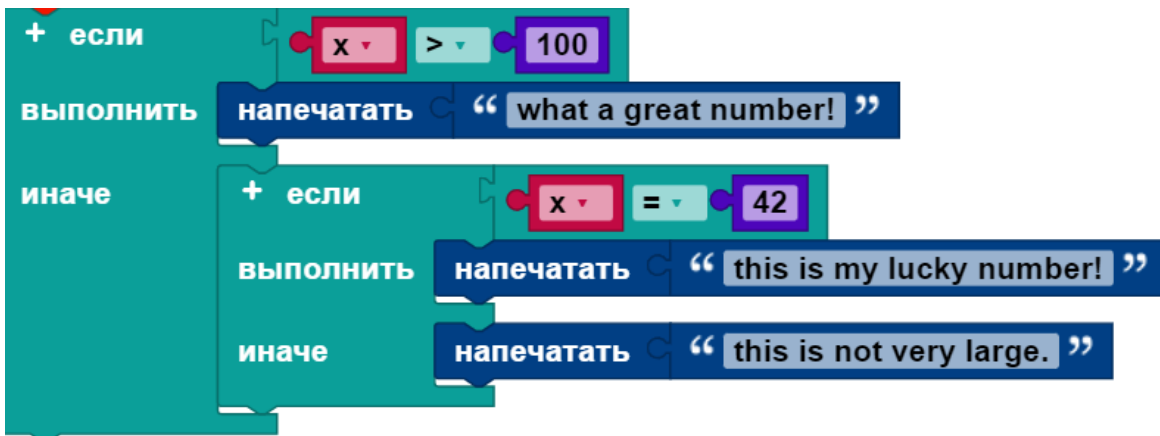 + если x > 100
выполнить напечатать “ what a great number! ”
иначе + если x = 42
выполнить напечатать “ this is my lucky number! ”
иначе напечатать “ this is not very large. ”